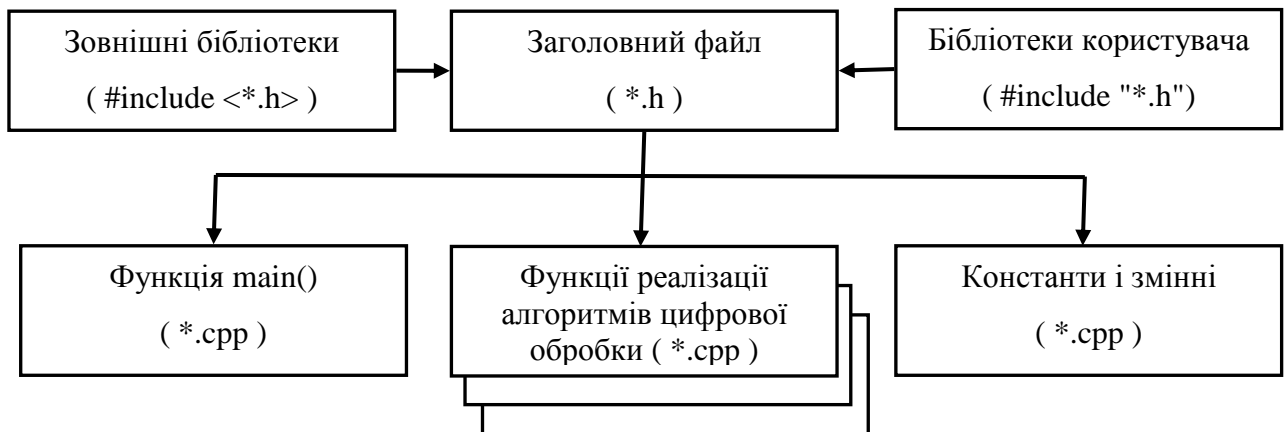 Зовнішні бібліотеки
( #include <*.h> )
Заголовний файл
( *.h )
Бібліотеки користувача
( #include "*.h")
Функція main()
( *.cpp )
Функції реалізації
алгоритмів цифрової
обробки ( *.cpp )
Константи і змінні
( *.cpp )